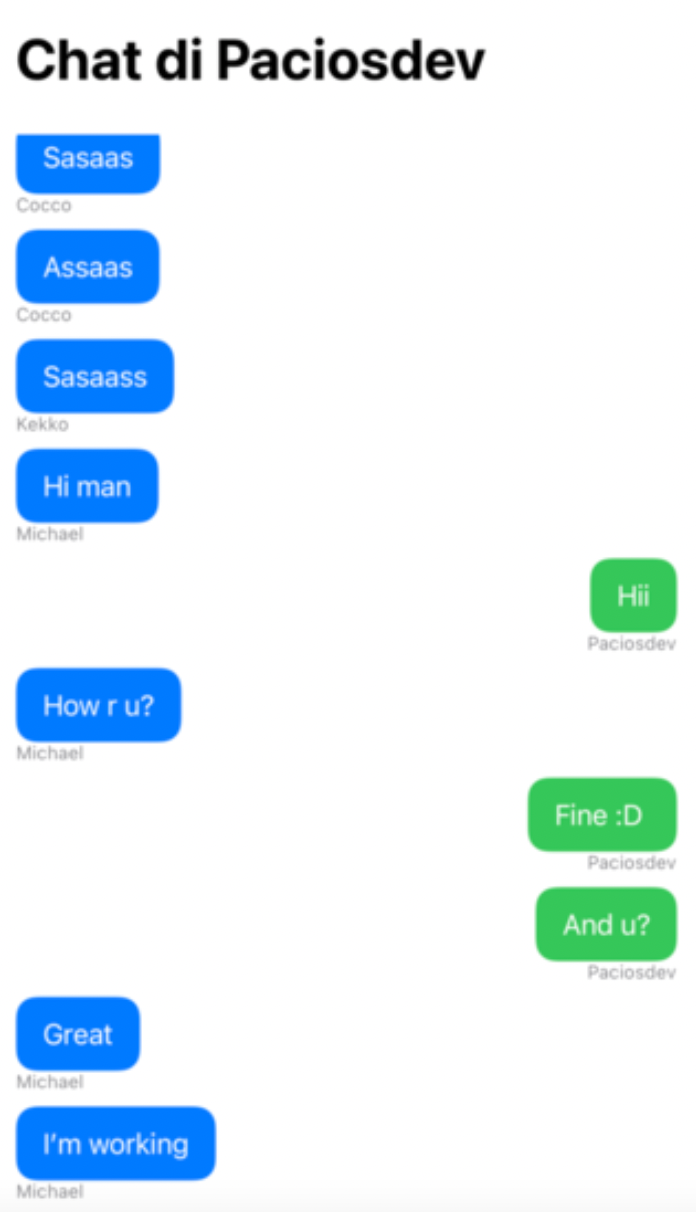 Chat di Paciosdev
Sasaas
Cocco
Assaas
Cocco
Sasaass
Kekko
Hi man
Michael
Hii
Paciosdev
How r u?
Michael
Fine :D
Paciosdev
And u?
Paciosdev
Great
Michael
I'm working
Michael